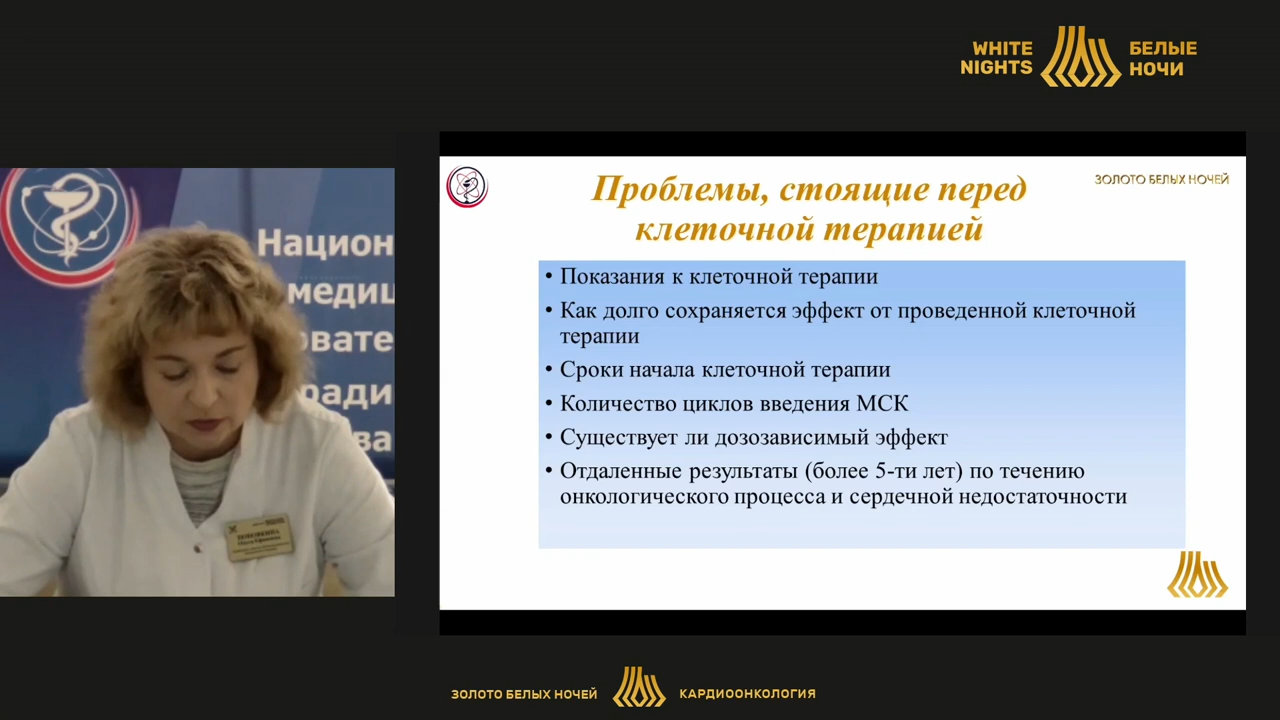 WHITE
NIGHTS
БЕЛЫЕ
НОЧИ
Национ
медиц
овате
ради
ва
Проблемы, стоящие перед
клеточной терапией
ЗОЛОТО БЕЛЫХ НОЧЕЙ
• Показания к клеточной терапии
• Как долго сохраняется эффект от проведенной клеточной
терапии
• Сроки начала клеточной терапии
• Количество циклов введения МСК
• Существует ли дозозависимый эффект
• Отдаленные результаты (более 5-ти лет) по течению
онкологического процесса и сердечной недостаточности
ЗОЛОТО БЕЛЫХ НОЧЕЙ
КАРДИООНКОЛОГИЯ